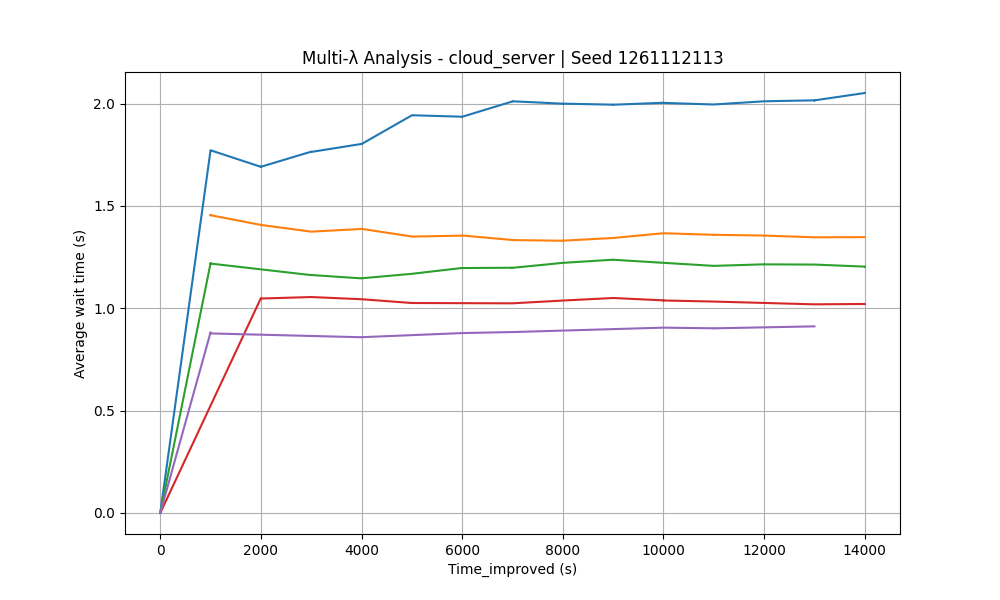 Multi-λ Analysis - cloud_server | Seed 1261112113
Average wait time (s)
2.0
1.5
1.0
0.5
0.0
0 2000 4000 6000 8000 10000 12000 14000
Time_improved (s)